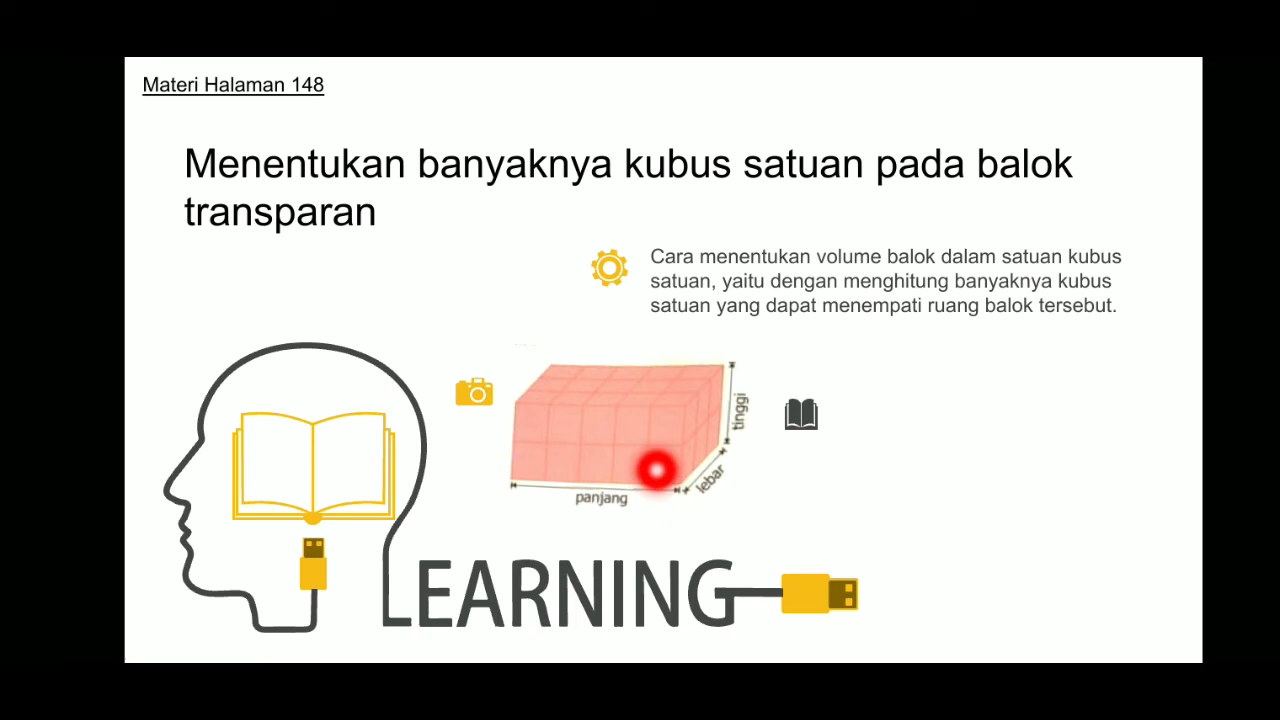 Materi Halaman 148
Menentukan banyaknya kubus satuan pada balok
transparan
Cara menentukan volume balok dalam satuan kubus
satuan, yaitu dengan menghitung banyaknya kubus
satuan yang dapat menempati ruang balok tersebut.
tinggi
lebar
panjang
LEARNING